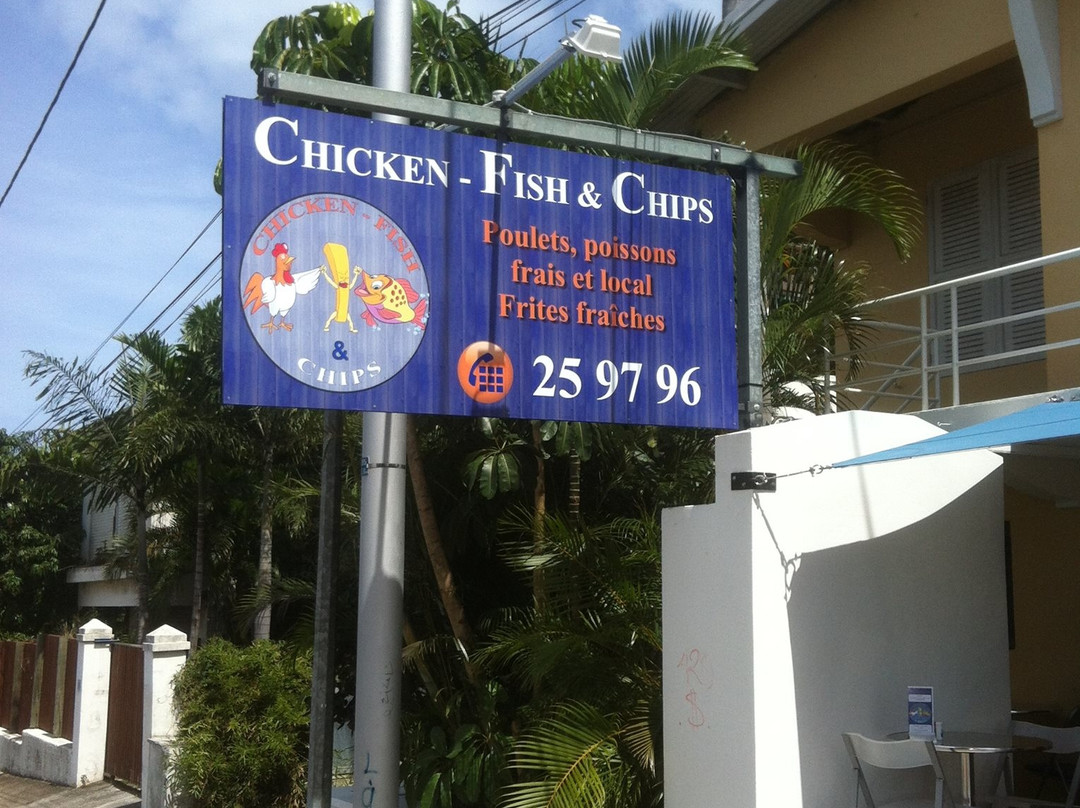 CHICKEN - FISH & CHIPS
CHICKEN - FISH
&
CHIPS
Poulets, poissons
frais et local
Frites fraîches
25 97 96